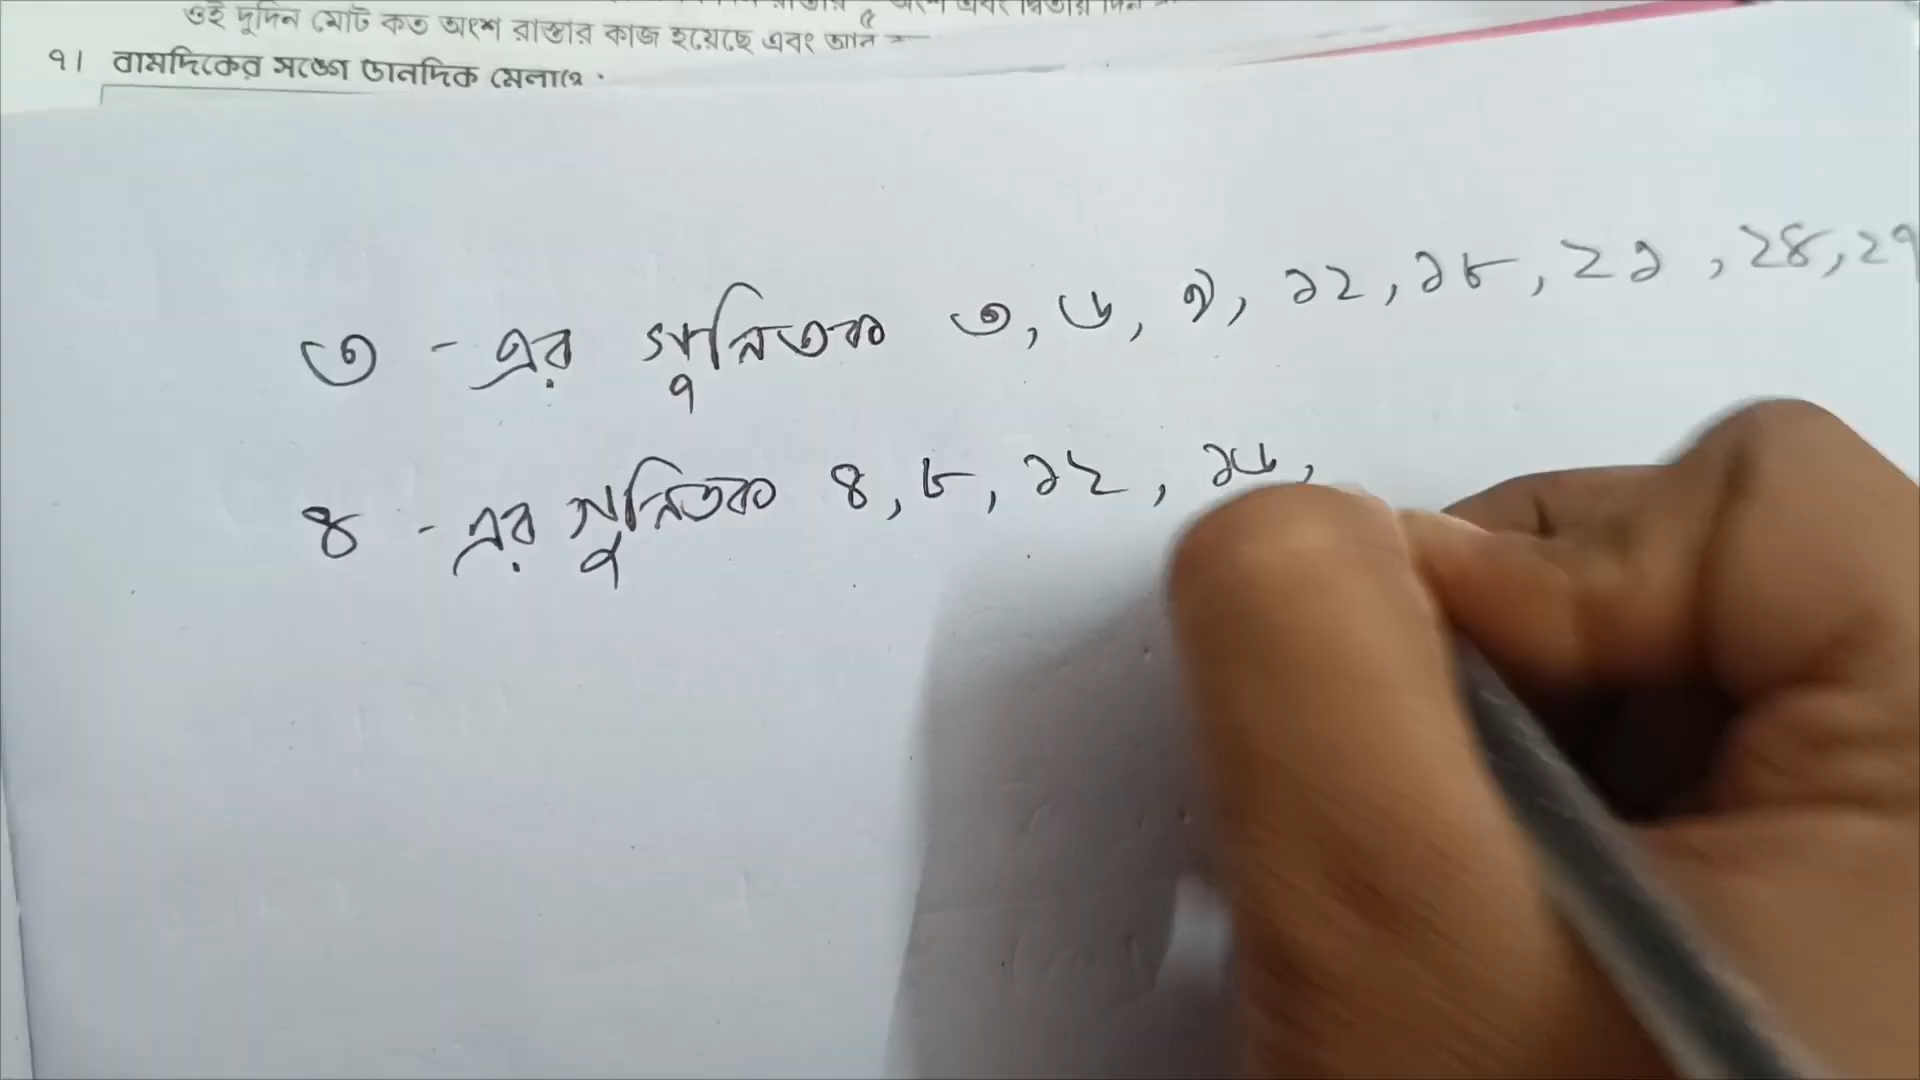 ওই দুদিন মোট কত অংশ রাস্তার কাজ হয়েছে এবং
৭। বামদিকের সঙ্গে ডানদিক মেলাও
৩ - এর গুনিতক ৩, ৬, ৯, ১২, ১৮, ২১, ২৪, ২৭
৪ - এর গুনিতক ৪, ৮, ১২, ১৬,